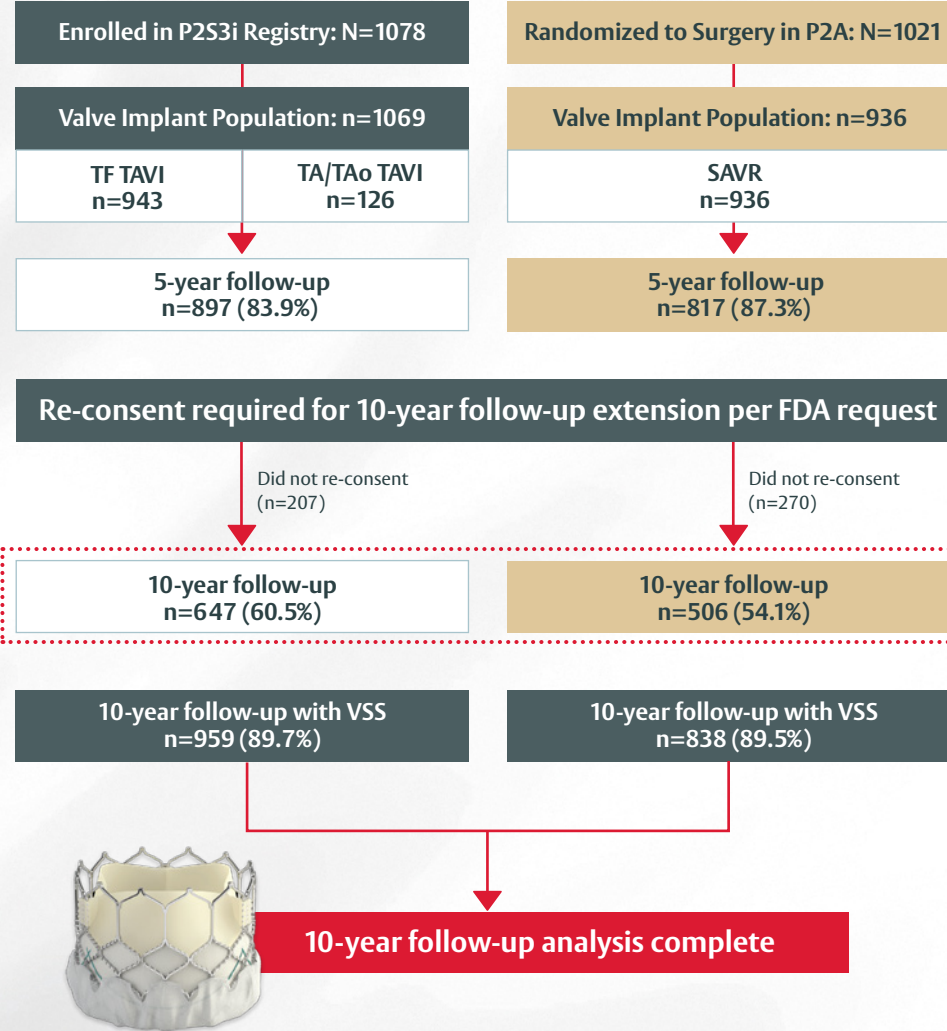 Enrolled in P2S3i Registry: N=1078
Randomized to Surgery in P2A: N=1021
Valve Implant Population: n=1069
Valve Implant Population: n=936
TF TAVI
n=943
TA/TAo TAVI
n=126
SAVR
n=936
5-year follow-up
n=897 (83.9%)
5-year follow-up
n=817 (87.3%)
Re-consent required for 10-year follow-up extension per FDA request
Did not re-consent
(n=207)
Did not re-consent
(n=270)
10-year follow-up
n=647 (60.5%)
10-year follow-up
n=506 (54.1%)
10-year follow-up with VSS
n=959 (89.7%)
10-year follow-up with VSS
n=838 (89.5%)
10-year follow-up analysis complete